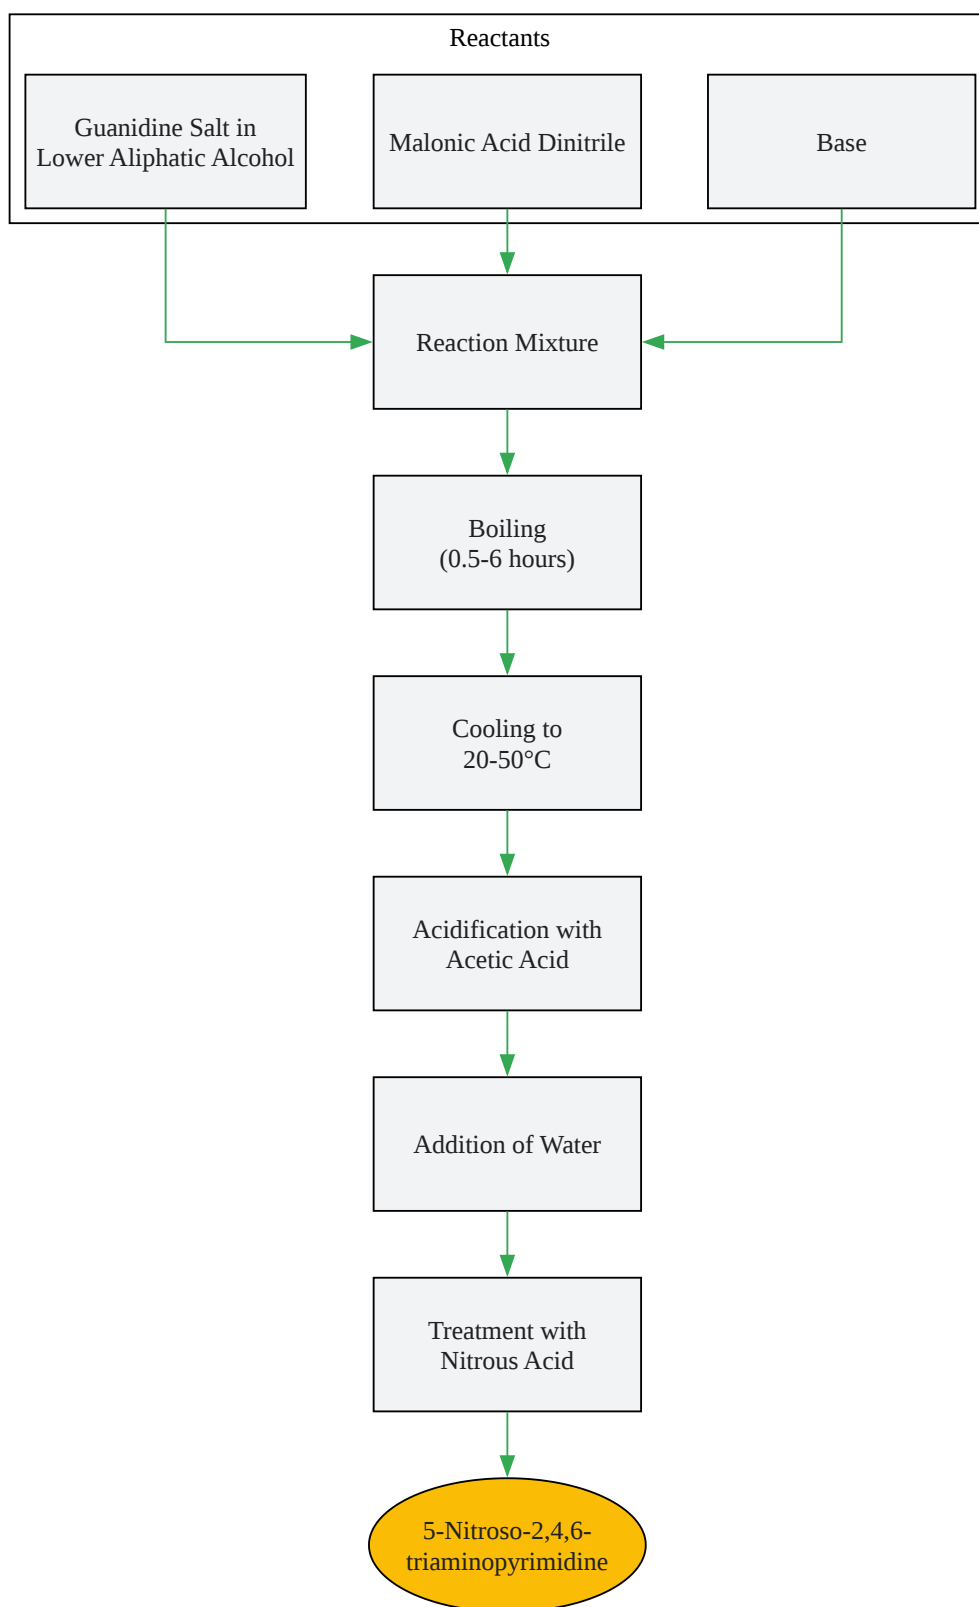 Reactants
Guanidine Salt in
Lower Aliphatic Alcohol
Malonic Acid Dinitrile
Base
Reaction Mixture
Boiling
(0.5-6 hours)
Cooling to
20-50°C
Acidification with
Acetic Acid
Addition of Water
Treatment with
Nitrous Acid
5-Nitroso-2,4,6-
triaminopyrimidine